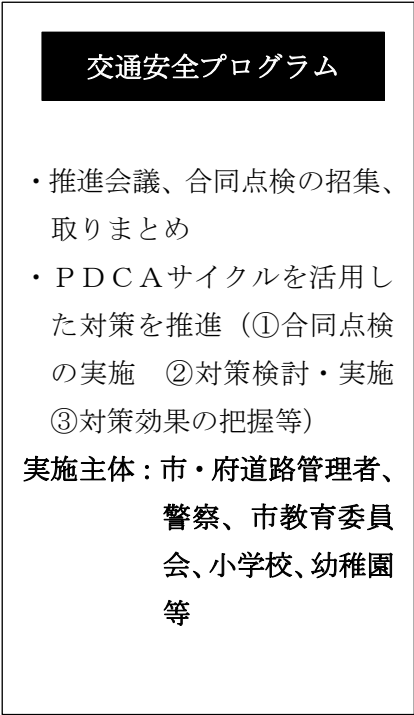 交通安全プログラム
・推進会議、合同点検の招集、
取りまとめ
・ＰＤＣＡサイクルを活用し
た対策を推進（①合同点検
の実施　②対策検討・実施
③対策効果の把握等）
実施主体：市・府道路管理者、
警察、市教育委員
会、小学校、幼稚園
等